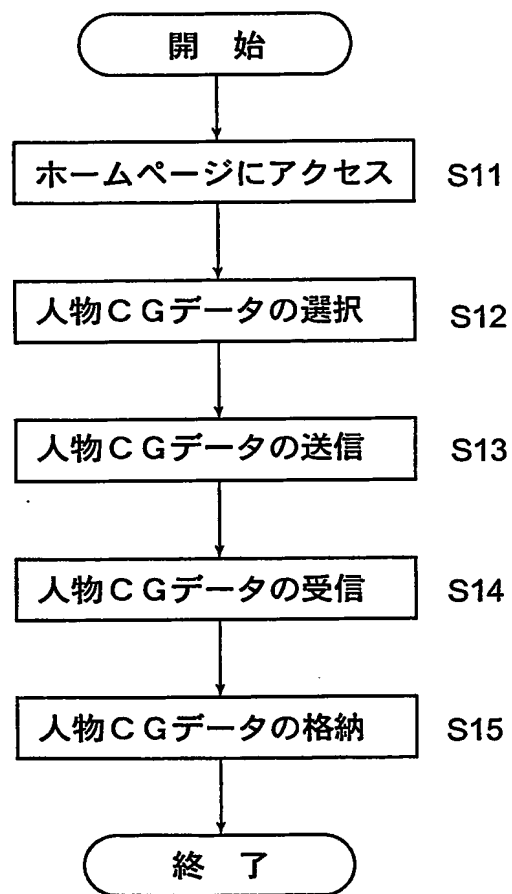 開 始
ホームページにアクセス S11
人物CGデータの選択 S12
人物CGデータの送信 S13
人物CGデータの受信 S14
人物CGデータの格納 S15
終 了